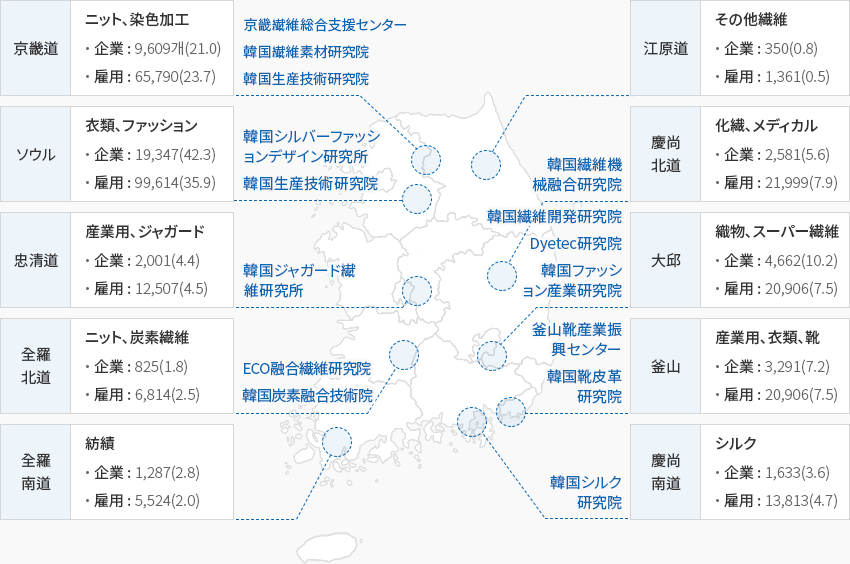 京畿道
ニット、染色加工
・企業 : 9,609개(21.0)
・雇用 : 65,790(23.7)
京畿繊維総合支援センター
韓国繊維素材研究院
韓国生産技術研究院
ソウル
衣類、ファッション
・企業 : 19,347(42.3)
・雇用 : 99,614(35.9)
韓国シルバーファッシ
ョンデザイン研究所
韓国生産技術研究院
忠清道
産業用、ジャガード
・企業 : 2,001(4.4)
・雇用 : 12,507(4.5)
韓国ジャガード繊
維研究所
全羅
北道
ニット、炭素繊維
・企業 : 825(1.8)
・雇用 : 6,814(2.5)
ECO融合繊維研究院
韓国炭素融合技術院
全羅
南道
紡績
・企業 : 1,287(2.8)
・雇用 : 5,524(2.0)
江原道
その他繊維
・企業 : 350(0.8)
・雇用 : 1,361(0.5)
慶尚
北道
化繊、メディカル
・企業 : 2,581(5.6)
・雇用 : 21,999(7.9)
韓国繊維機
械融合研究院
大邱
織物、スーパー繊維
・企業 : 4,662(10.2)
・雇用 : 20,906(7.5)
韓国繊維開発研究院
Dyetec研究院
韓国ファッシ
ョン産業研究院
釜山
産業用、衣類、靴
・企業 : 3,291(7.2)
・雇用 : 20,906(7.5)
釜山靴産業振
興センター
韓国靴皮革
研究院
慶尚
南道
シルク
・企業 : 1,633(3.6)
・雇用 : 13,813(4.7)
韓国シルク
研究院